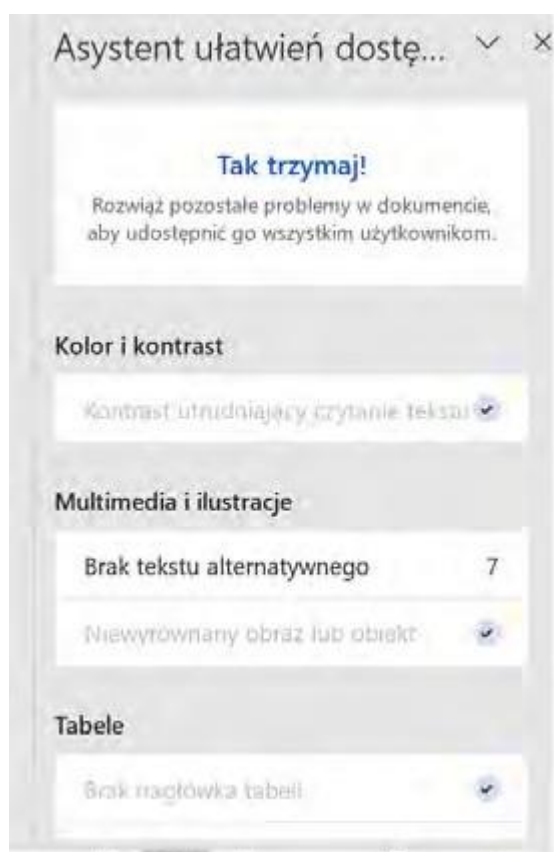 Asystent ułatwień dostę...
Tak trzymaj!
Rozwiąż pozostałe problemy w dokumencie,
aby udostępnić go wszystkim użytkownikom.
Kolor i kontrast
Kontrast utrudniający czytanie tekstu
Multimedia i ilustracje
Brak tekstu alternatywnego 7
Niewyrównany obraz lub obiekt
Tabele
Brak nagłówka tabeli